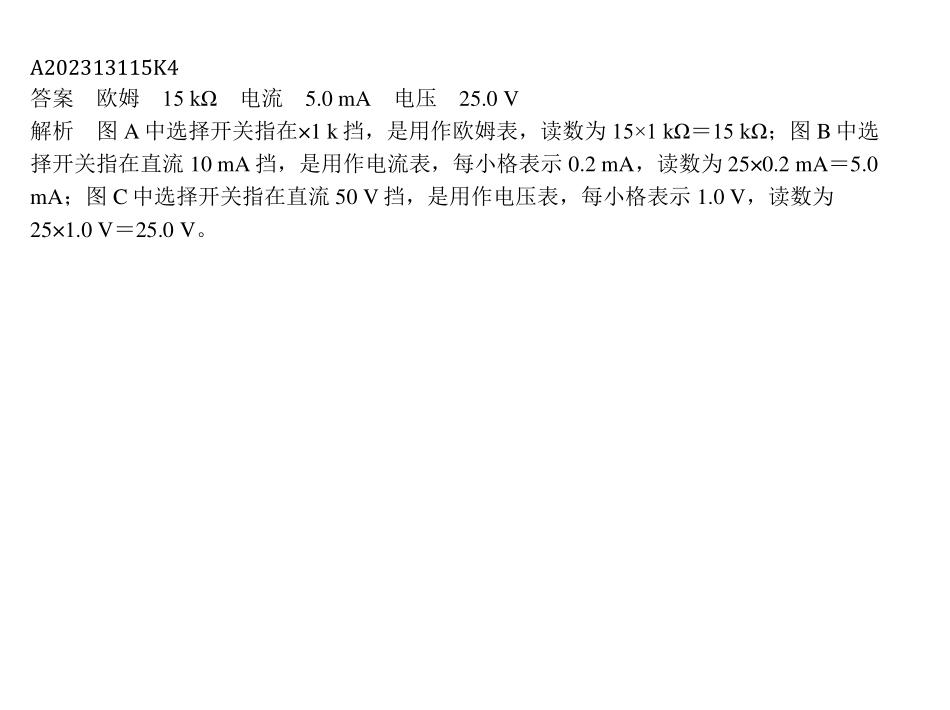 A202313115K4
答案　欧姆　15 kΩ　电流　5.0 mA　电压　25.0 V
解析　图 A 中选择开关指在×1 k 挡，是用作欧姆表，读数为 15×1 kΩ＝15 kΩ；图 B 中选
择开关指在直流 10 mA 挡，是用作电流表，每小格表示 0.2 mA，读数为 25×0.2 mA＝5.0
mA；图 C 中选择开关指在直流 50 V 挡，是用作电压表，每小格表示 1.0 V，读数为
25×1.0 V＝25.0 V。